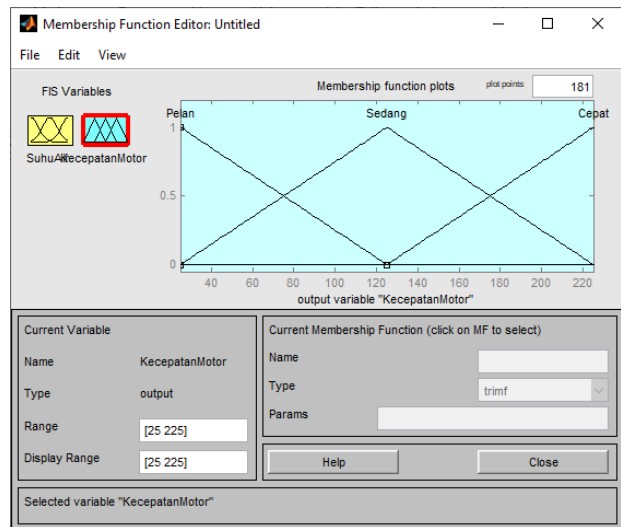 Membership Function Editor: Untitled
File Edit View
FIS Variables
Membership function plots
plot points:
181
SuhuAir
KecepatanMotor
Pelan
Sedang
Cepat
1
0.5
0
40 60 80 100 120 140 160 180 200 220
output variable "KecepatanMotor"
Current Variable
Name KecepatanMotor
Type output
Range [25 225]
Display Range [25 225]
Current Membership Function (click on MF to select)
Name
Type trimf
Params
Help
Close
Selected variable "KecepatanMotor"